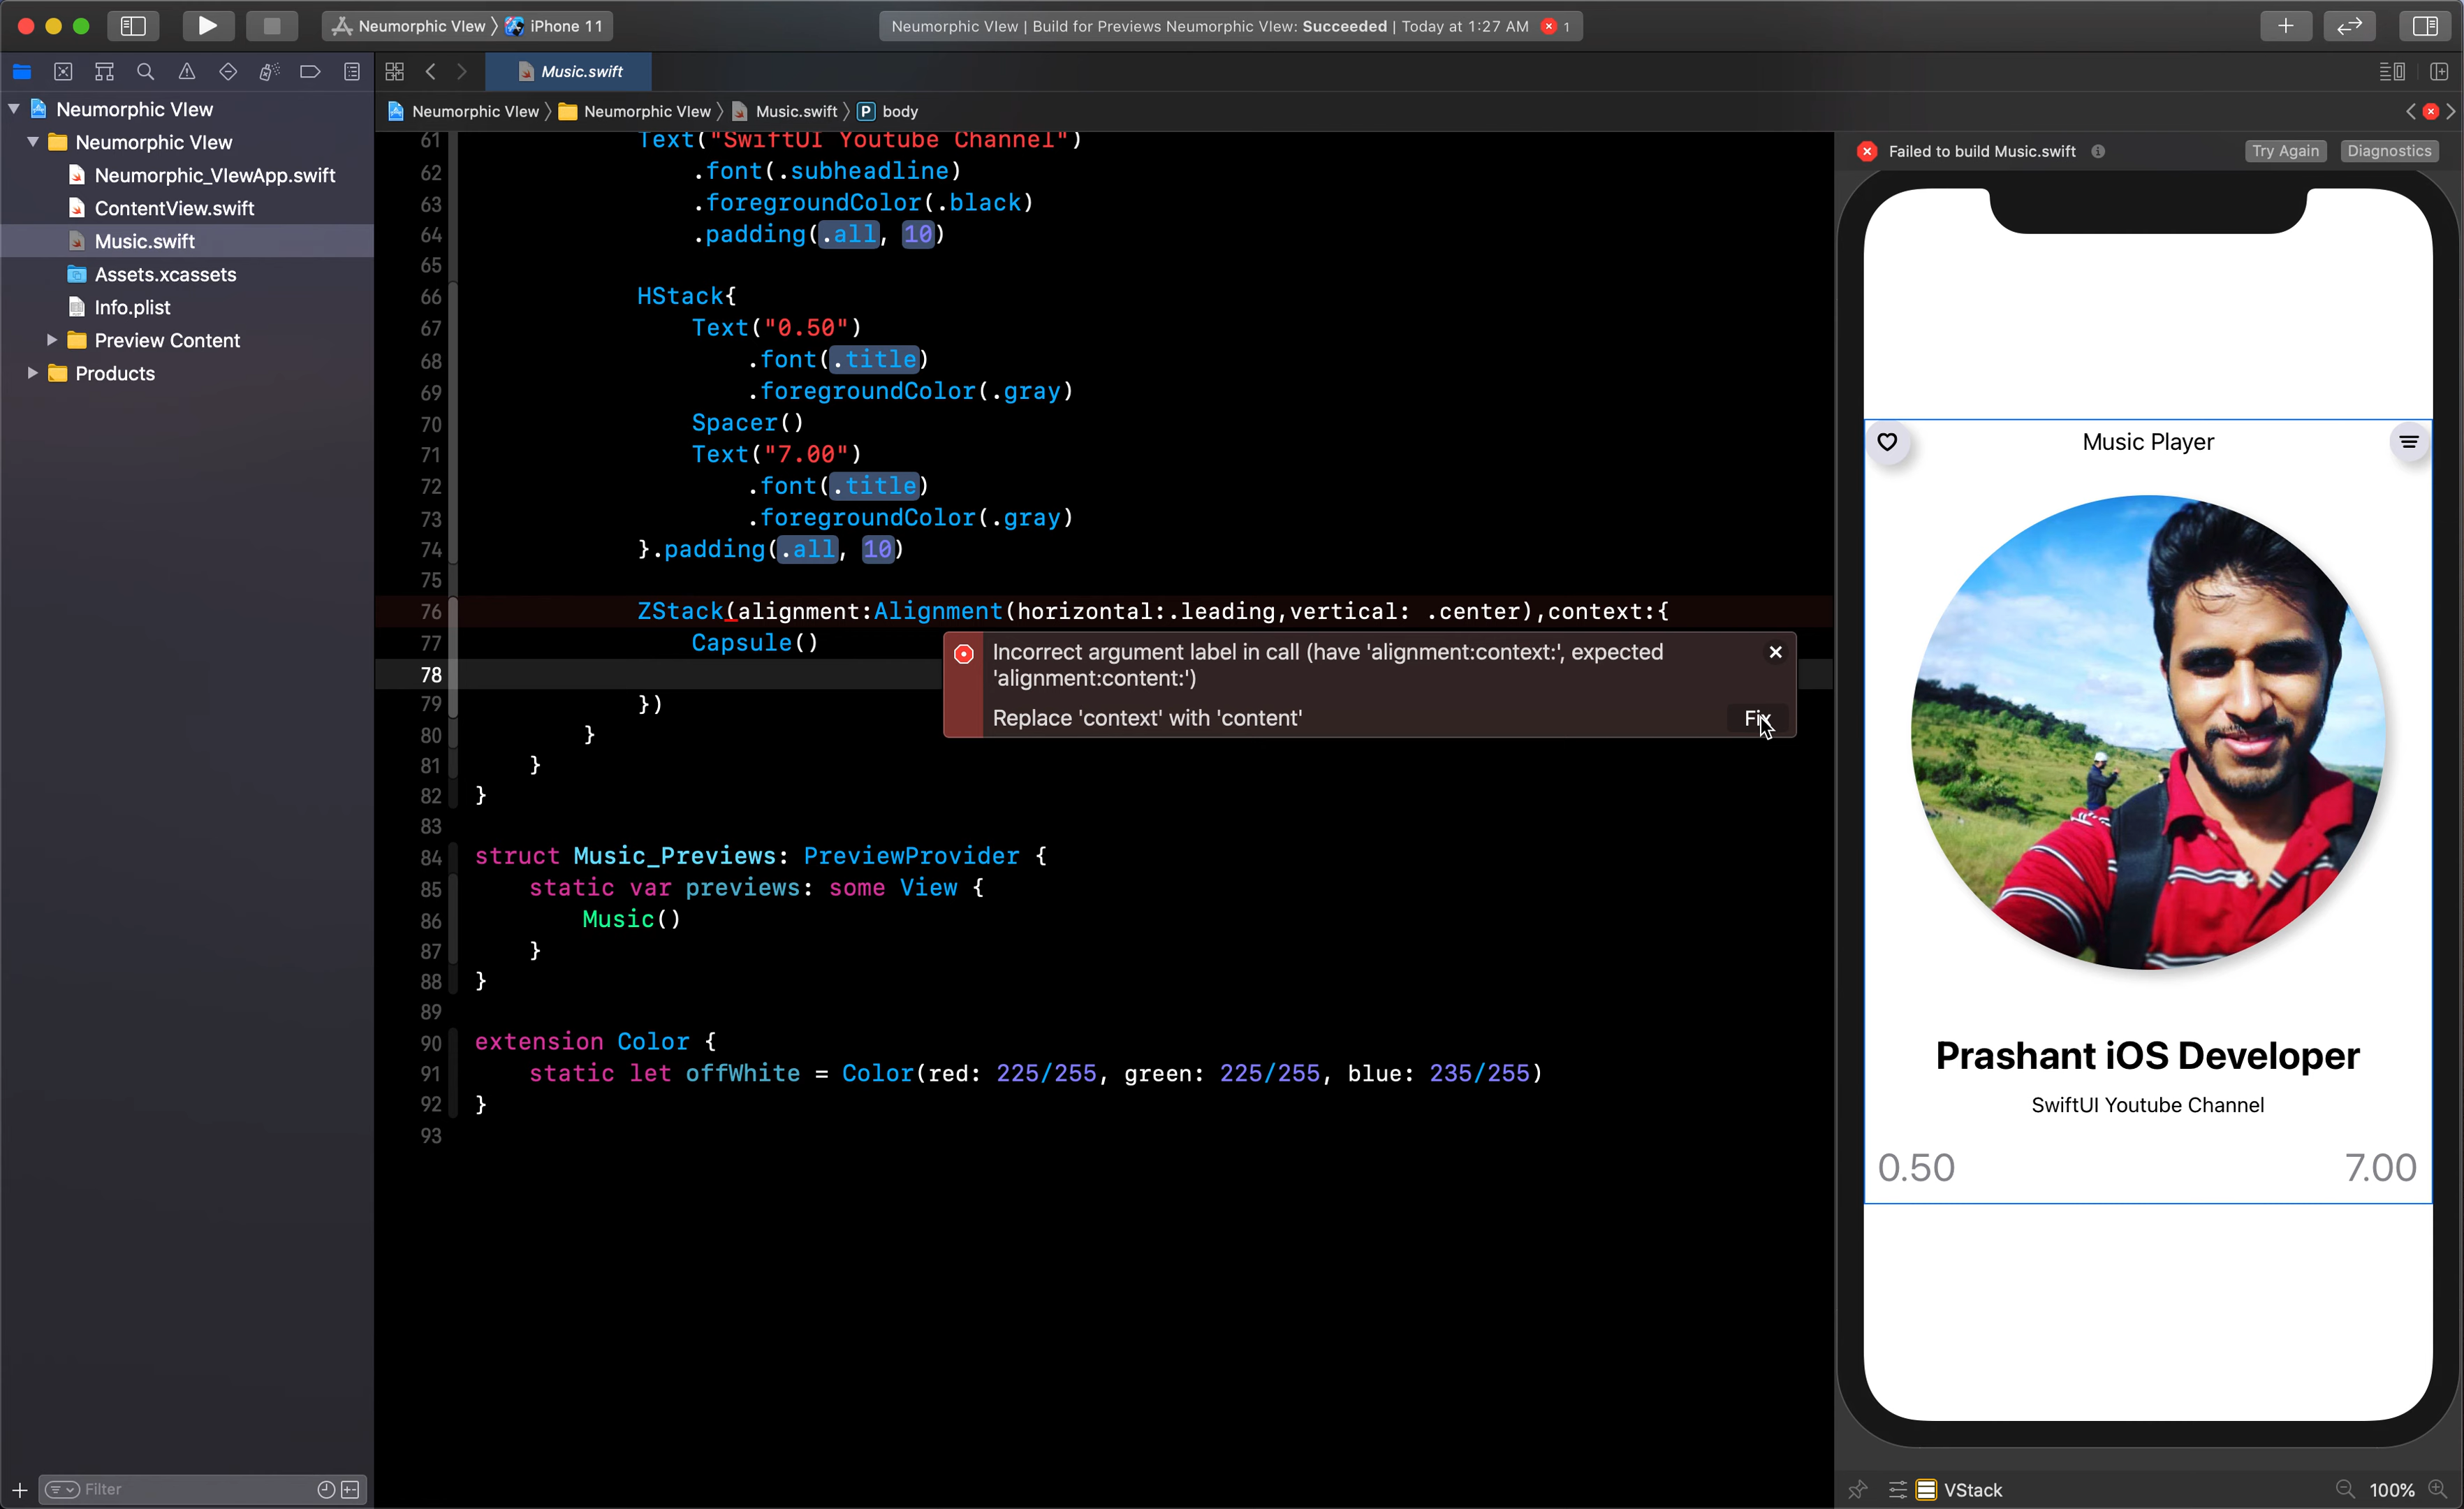 Neumorphic VIew 〉 iPhone 11
Neumorphic VIew | Build for Previews Neumorphic VIew: Succeeded | Today at 1:27 AM 1
Music.swift
Neumorphic VIew
Neumorphic VIew
Neumorphic_VIewApp.swift
ContentView.swift
Music.swift
Assets.xcassets
Info.plist
Preview Content
Products
Filter
Neumorphic VIew 〉 Neumorphic VIew 〉 Music.swift 〉 P body
61 Text("SwiftUI Youtube Channel")
62 .font(.subheadline)
63 .foregroundColor(.black)
64 .padding(.all, 10)
65
66 HStack{
67 Text("0.50")
68 .font(.title)
69 .foregroundColor(.gray)
70 Spacer()
71 Text("7.00")
72 .font(.title)
73 .foregroundColor(.gray)
74 }.padding(.all, 10)
75
76 ZStack(alignment:Alignment(horizontal:.leading,vertical: .center),context:{
77 Capsule()
78
79 })
80 }
81 }
82 }
83
84 struct Music_Previews: PreviewProvider {
85 static var previews: some View {
86 Music()
87 }
88 }
89
90 extension Color {
91 static let offWhite = Color(red: 225/255, green: 225/255, blue: 235/255)
92 }
93
Incorrect argument label in call (have 'alignment:context:', expected
'alignment:content:')
Replace 'context' with 'content'
Fix
Failed to build Music.swift
Try Again
Diagnostics
Music Player
Prashant iOS Developer
SwiftUI Youtube Channel
0.50 7.00
VStack
100%